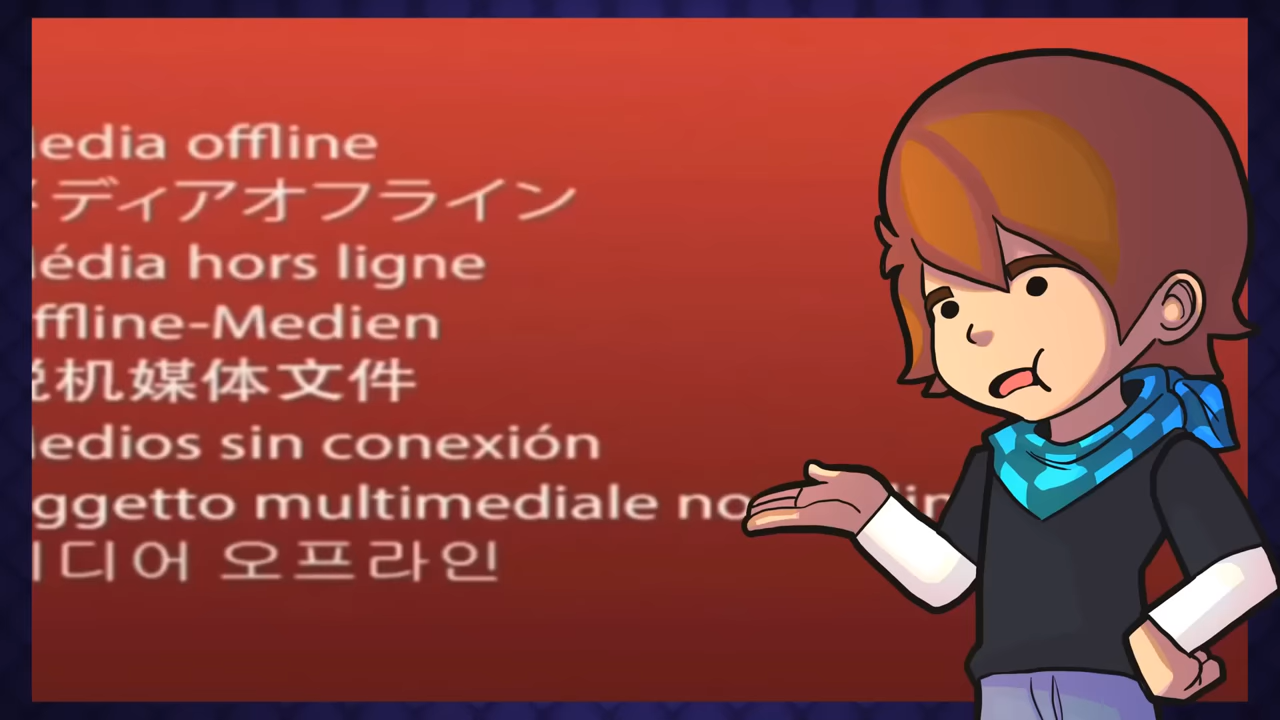 edia offline
ディアオフライン
édia hors ligne
ffline-Medien
机媒体文件
edios sin conexión
ggetto multimediale no
디어 오프라인